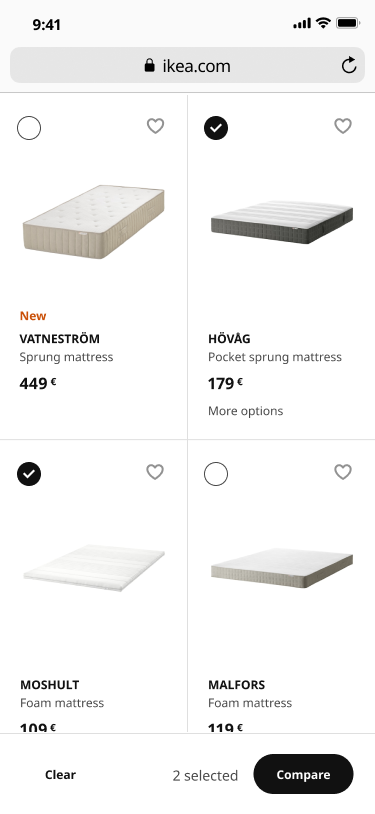 9:41
ikea.com
New
VATNESTRÖM
Sprung mattress
449 €
HÖVÅG
Pocket sprung mattress
179 €
More options
MOSHULT
Foam mattress
109 €
MALFORS
Foam mattress
119 €
Clear
2 selected
Compare